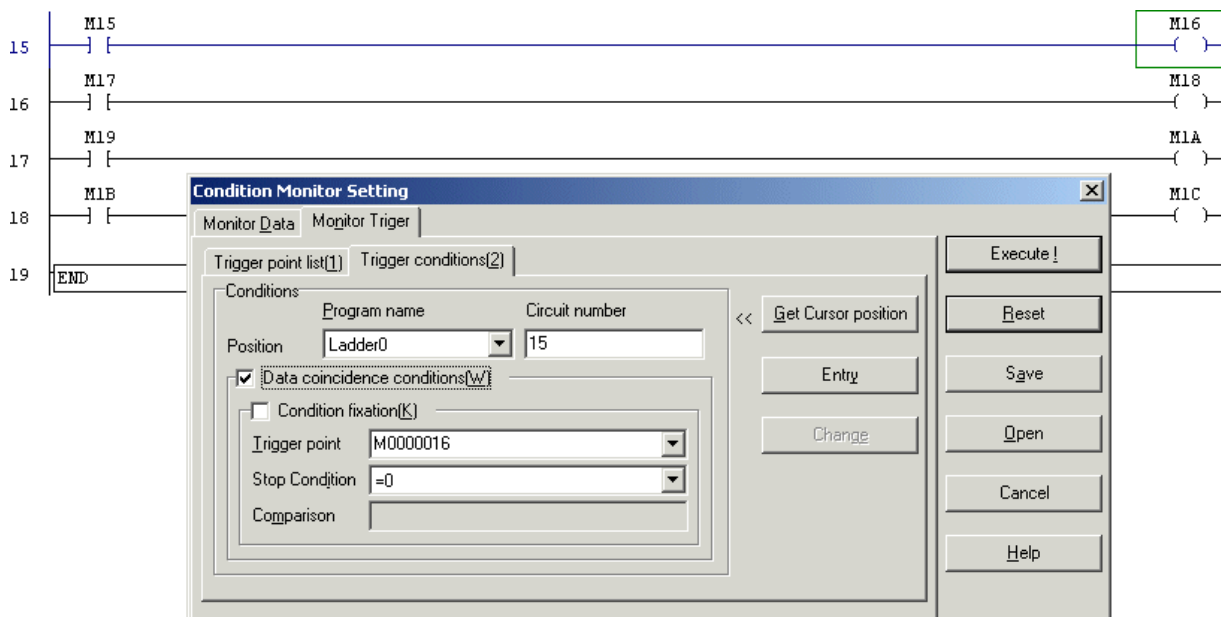 M15 M16
15
M17 M18
16
M19 M1A
17
M1B M1C
18
19 END
Condition Monitor Setting
Monitor Data Monitor Triger
Trigger point list(1) Trigger conditions(2)
Conditions
Program name Circuit number
Position Ladder0 15
Data coincidence conditions(W)
Condition fixation(K)
Trigger point M0000016
Stop Condition =0
Comparison
<< Get Cursor position
Entry
Change
Execute !
Reset
Save
Open
Cancel
Help